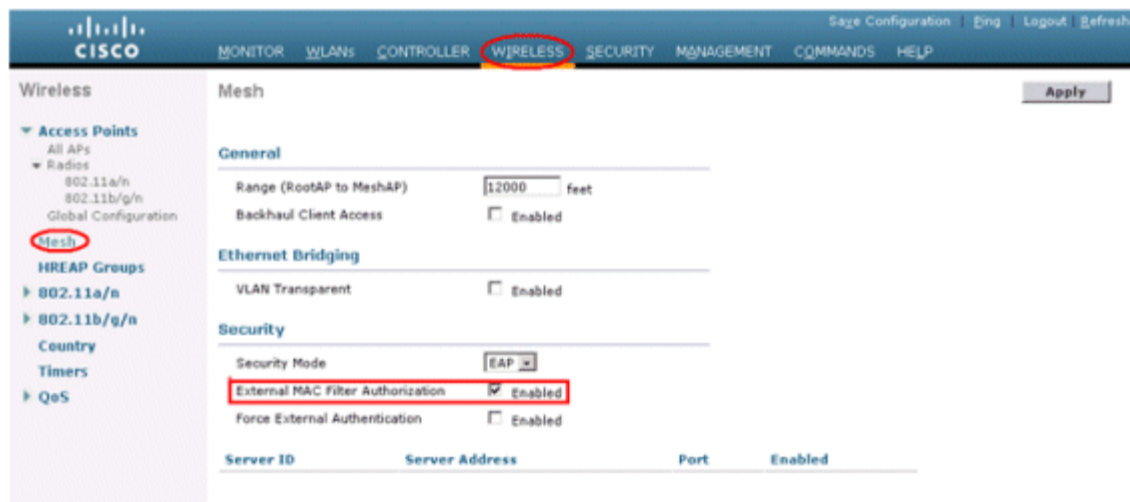 Save Configuration | Ping | Logout | Refresh
CISCO
MONITOR WLANs CONTROLLER WIRELESS SECURITY MANAGEMENT COMMANDS HELP
Wireless
Access Points
All APs
Radios
802.11a/n
802.11b/g/n
Global Configuration
Mesh
HREAP Groups
802.11a/n
802.11b/g/n
Country
Timers
QoS
Mesh
Apply
General
Range (RootAP to MeshAP) 12000 feet
Backhaul Client Access Enabled
Ethernet Bridging
VLAN Transparent Enabled
Security
Security Mode EAP
External MAC Filter Authorization Enabled
Force External Authentication Enabled
Server ID Server Address Port Enabled